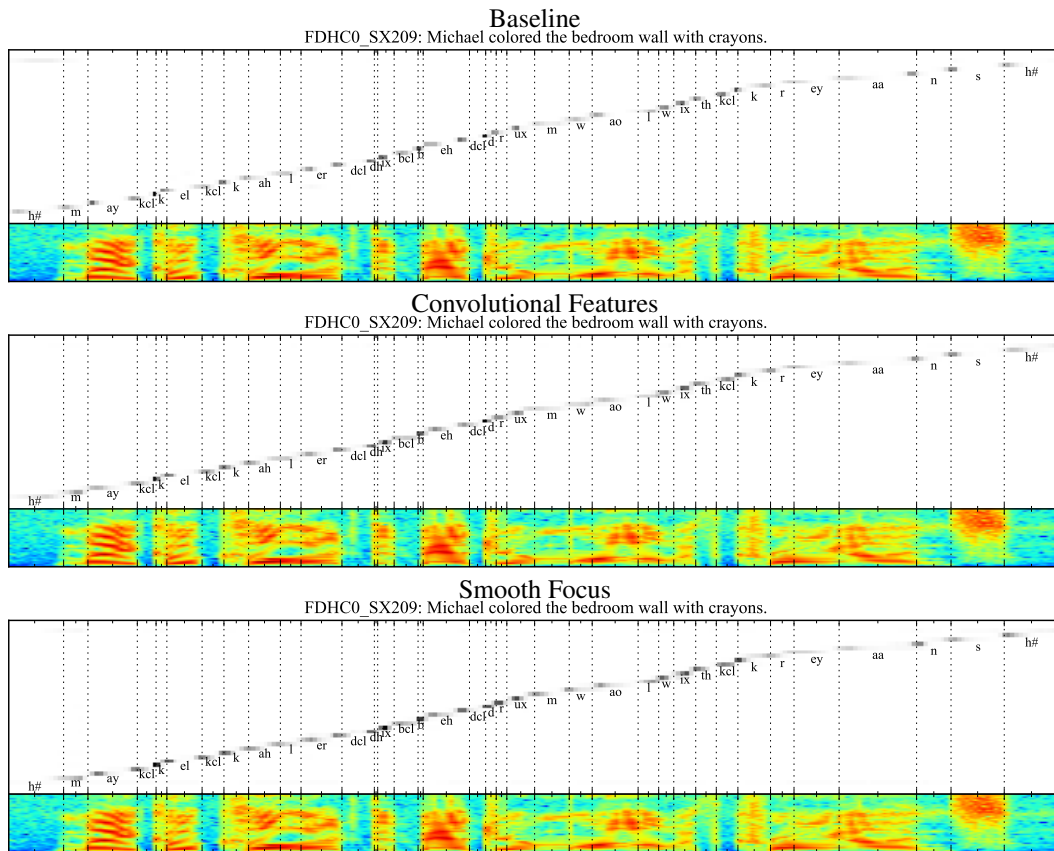 Baseline
FDHC0_SX209: Michael colored the bedroom wall with crayons.
h# m ay kcl k el kcl k ah l er dcl dh ix bcl b eh dcl d r ux m w ao l w ix th kcl k r ey aa n s h#
Convolutional Features
FDHC0_SX209: Michael colored the bedroom wall with crayons.
h# m ay kcl k el kcl k ah l er dcl dh ix bcl b eh dcl d r ux m w ao l w ix th kcl k r ey aa n s h#
Smooth Focus
FDHC0_SX209: Michael colored the bedroom wall with crayons.
h# m ay kcl k el kcl k ah l er dcl dh ix bcl b eh dcl d r ux m w ao l w ix th kcl k r ey aa n s h#